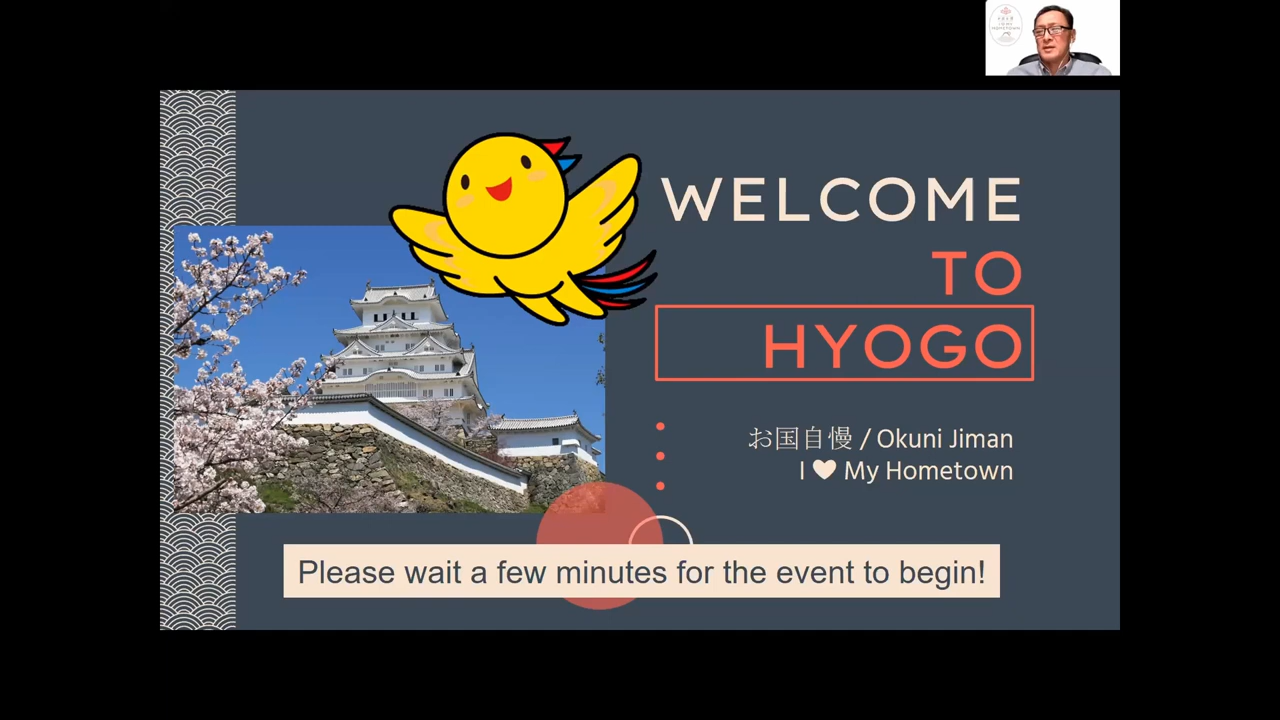 WELCOME
TO
HYOGO
お国自慢 / Okuni Jiman
I ♥ My Hometown
Please wait a few minutes for the event to begin!